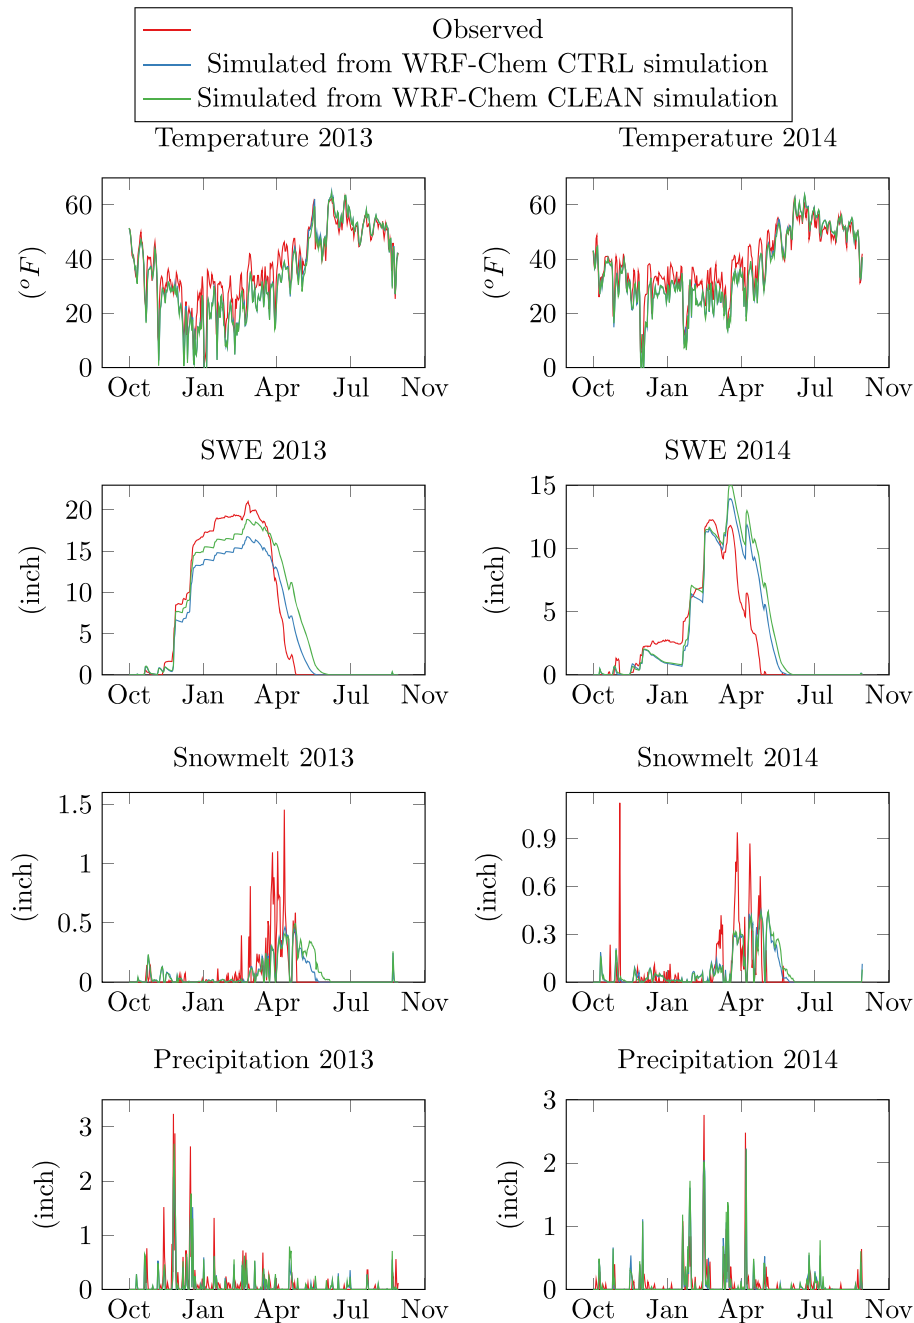 Observed
Simulated from WRF-Chem CTRL simulation
Simulated from WRF-Chem CLEAN simulation
Temperature 2013
Temperature 2014
60
40
20
0
(°F)
Oct Jan Apr Jul Nov
60
40
20
0
(°F)
Oct Jan Apr Jul Nov
SWE 2013
SWE 2014
20
15
10
5
0
(inch)
Oct Jan Apr Jul Nov
15
10
5
0
(inch)
Oct Jan Apr Jul Nov
Snowmelt 2013
Snowmelt 2014
1.5
1
0.5
0
(inch)
Oct Jan Apr Jul Nov
0.9
0.6
0.3
0
(inch)
Oct Jan Apr Jul Nov
Precipitation 2013
Precipitation 2014
3
2
1
0
(inch)
Oct Jan Apr Jul Nov
3
2
1
0
(inch)
Oct Jan Apr Jul Nov